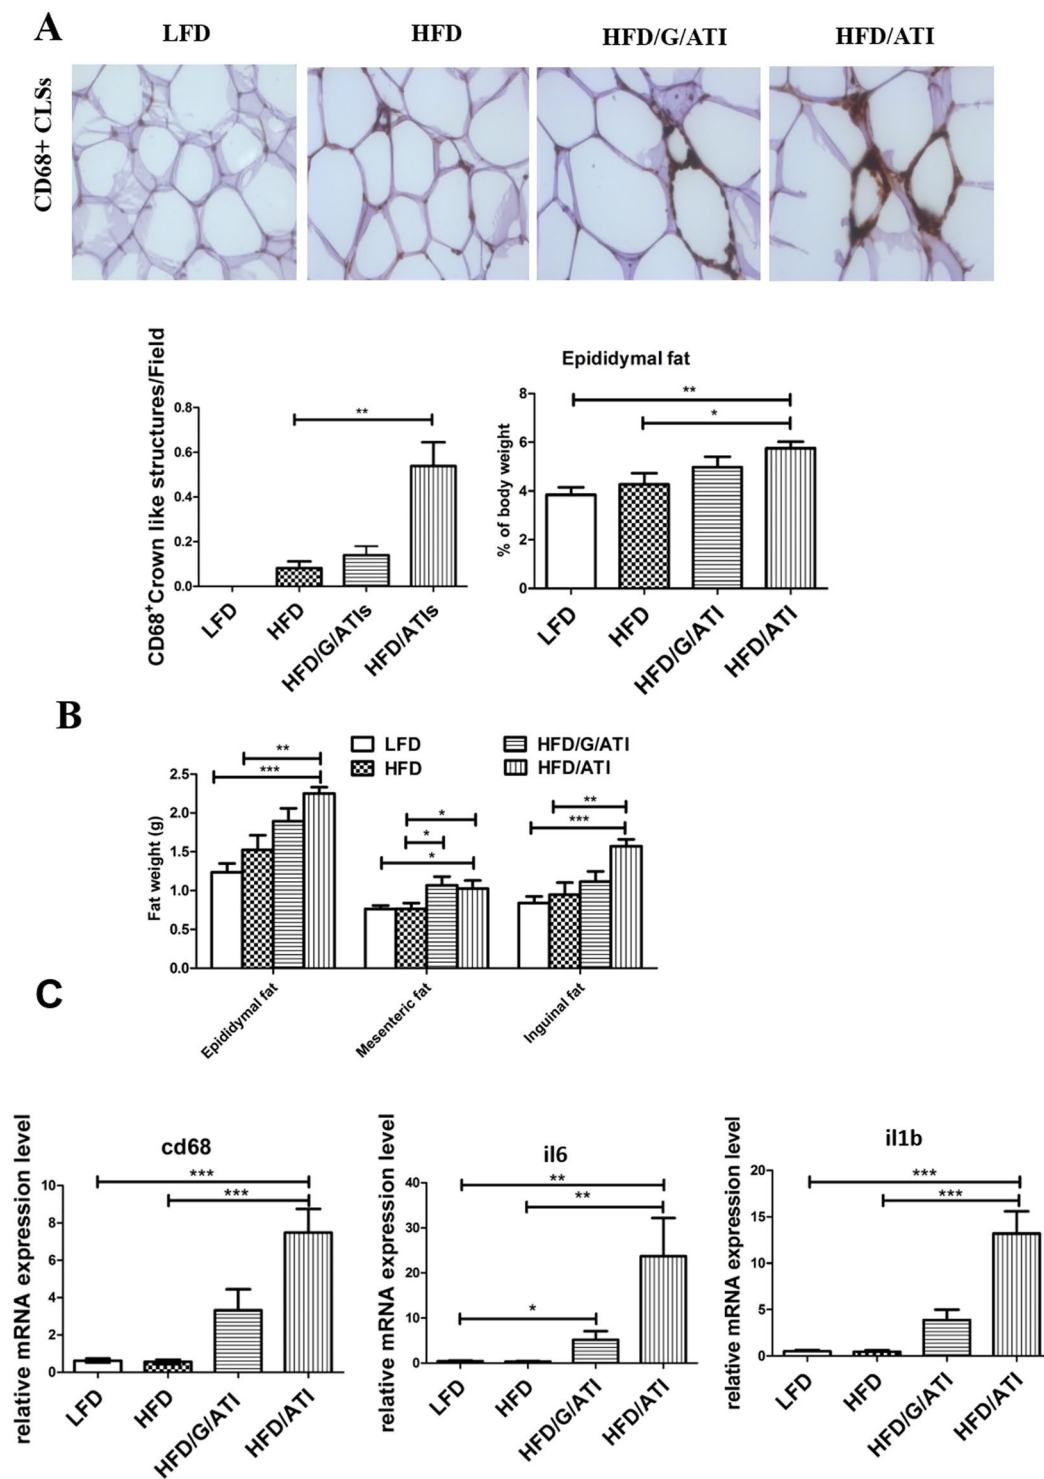 A
LFD
HFD
HFD/G/ATI
HFD/ATI
CD68+ CLSs
CD68+Crown like structures/Field
0.8
0.6
0.4
0.2
0.0
**
LFD
HFD
HFD/G/ATIs
HFD/ATIs
Epididymal fat
% of body weight
8
6
4
2
0
**
*
LFD
HFD
HFD/G/ATI
HFD/ATI
B
LFD
HFD
HFD/G/ATI
HFD/ATI
Fat weight (g)
2.5
2.0
1.5
1.0
0.5
0.0
**
***
*
*
*
**
***
Epididymal fat
Mesenteric fat
Inguinal fat
C
cd68
relative mRNA expression level
10
8
6
4
2
0
***
***
LFD
HFD
HFD/G/ATI
HFD/ATI
il6
relative mRNA expression level
40
30
20
10
0
**
**
*
LFD
HFD
HFD/G/ATI
HFD/ATI
il1b
relative mRNA expression level
20
15
10
5
0
***
***
LFD
HFD
HFD/G/ATI
HFD/ATI